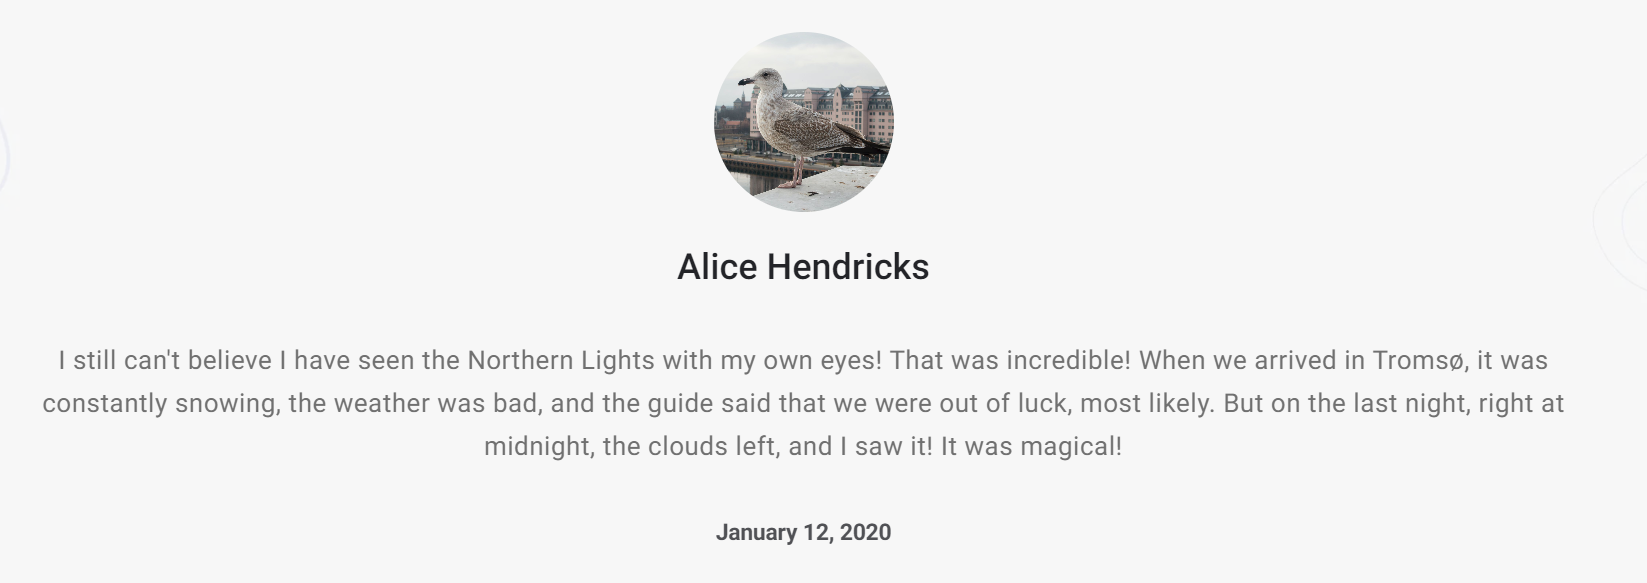 Alice Hendricks
I still can't believe I have seen the Northern Lights with my own eyes! That was incredible! When we arrived in Tromsø, it was
constantly snowing, the weather was bad, and the guide said that we were out of luck, most likely. But on the last night, right at
midnight, the clouds left, and I saw it! It was magical!
January 12, 2020